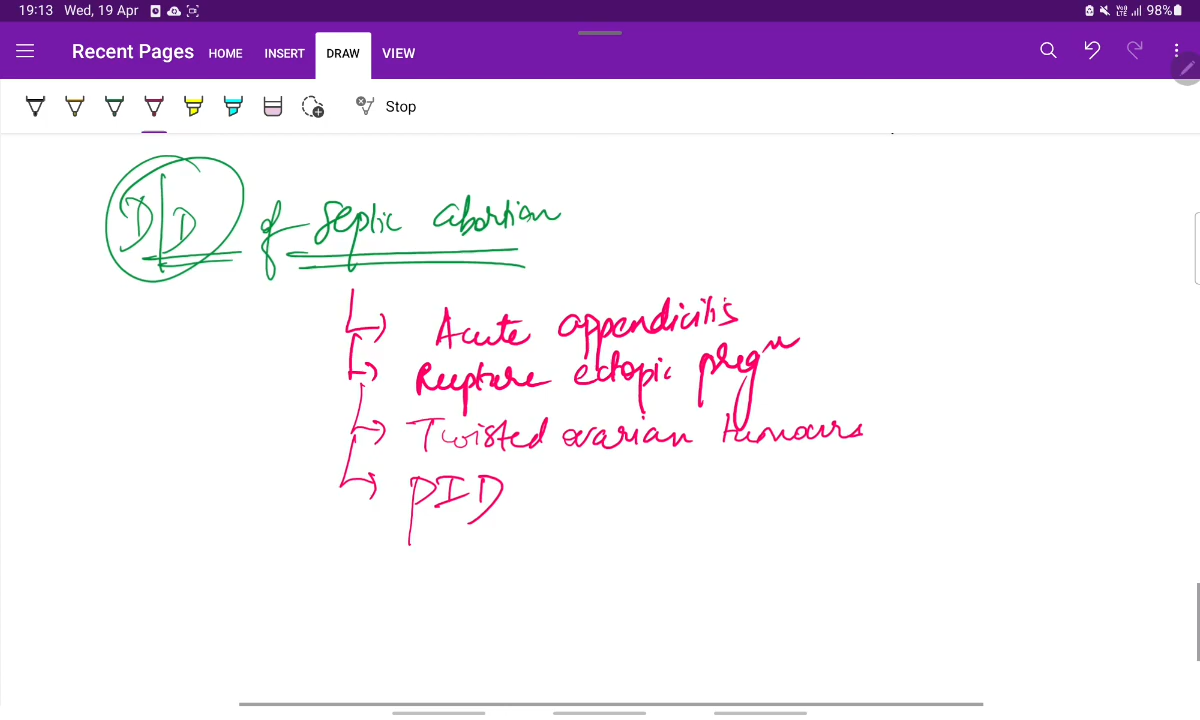 19:13 Wed, 19 Apr 98%
Recent Pages HOME INSERT DRAW VIEW
Stop
D/D of septic abortion
Acute appendicitis
Rupture ectopic pregn
Twisted ovarian tumours
PID